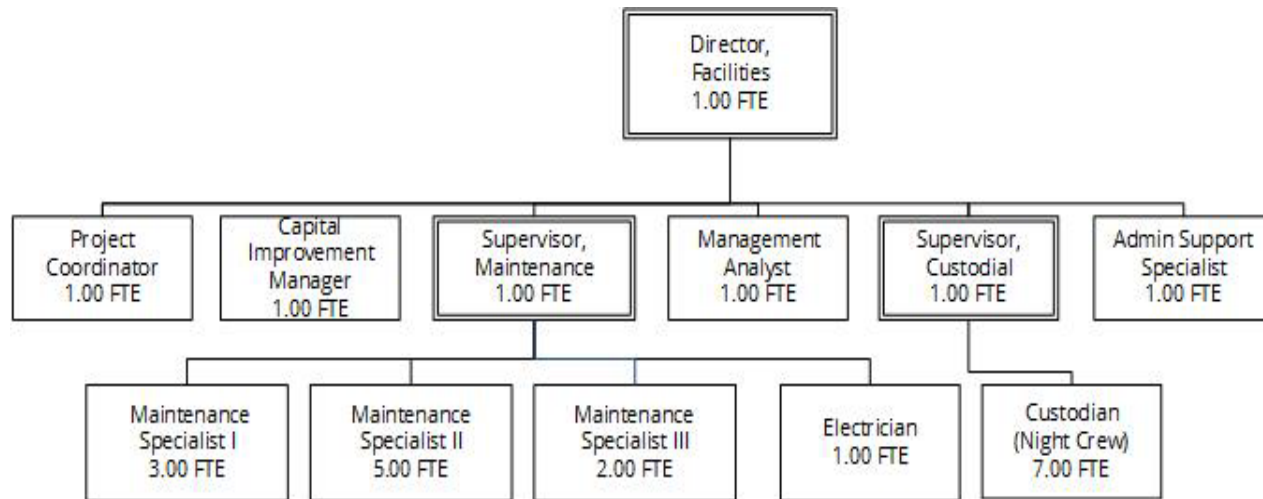 Director,
Facilities
1.00 FTE
Project
Coordinator
1.00 FTE
Capital
Improvement
Manager
1.00 FTE
Supervisor,
Maintenance
1.00 FTE
Management
Analyst
1.00 FTE
Supervisor,
Custodial
1.00 FTE
Admin Support
Specialist
1.00 FTE
Maintenance
Specialist I
3.00 FTE
Maintenance
Specialist II
5.00 FTE
Maintenance
Specialist III
2.00 FTE
Electrician
1.00 FTE
Custodian
(Night Crew)
7.00 FTE